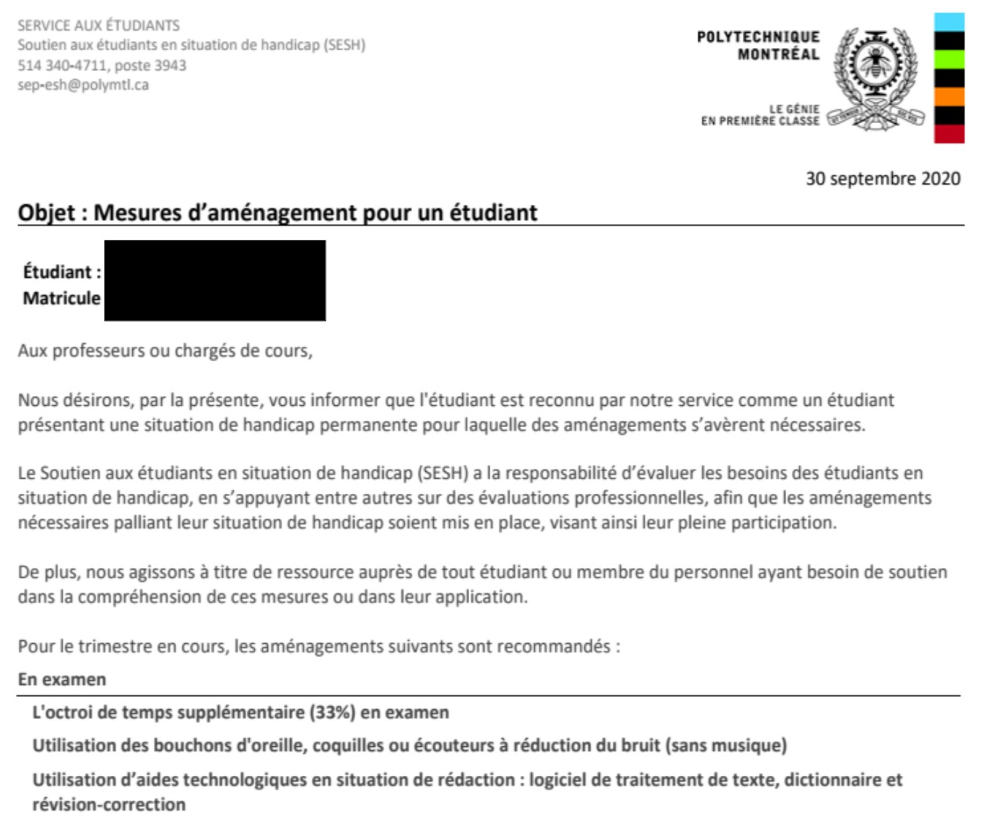 SERVICE AUX ÉTUDIANTS
Soutien aux étudiants en situation de handicap (SESH)
514 340-4711, poste 3943
sep-esh@polymtl.ca
POLYTECHNIQUE
MONTRÉAL
LE GÉNIE
EN PREMIÈRE CLASSE
30 septembre 2020
Objet : Mesures d’aménagement pour un étudiant
Étudiant :
Matricule
Aux professeurs ou chargés de cours,
Nous désirons, par la présente, vous informer que l'étudiant est reconnu par notre service comme un étudiant
présentant une situation de handicap permanente pour laquelle des aménagements s’avèrent nécessaires.
Le Soutien aux étudiants en situation de handicap (SESH) a la responsabilité d’évaluer les besoins des étudiants en
situation de handicap, en s’appuyant entre autres sur des évaluations professionnelles, afin que les aménagements
nécessaires palliant leur situation de handicap soient mis en place, visant ainsi leur pleine participation.
De plus, nous agissons à titre de ressource auprès de tout étudiant ou membre du personnel ayant besoin de soutien
dans la compréhension de ces mesures ou dans leur application.
Pour le trimestre en cours, les aménagements suivants sont recommandés :
En examen
L'octroi de temps supplémentaire (33%) en examen
Utilisation des bouchons d'oreille, coquilles ou écouteurs à réduction du bruit (sans musique)
Utilisation d’aides technologiques en situation de rédaction : logiciel de traitement de texte, dictionnaire et
révision-correction